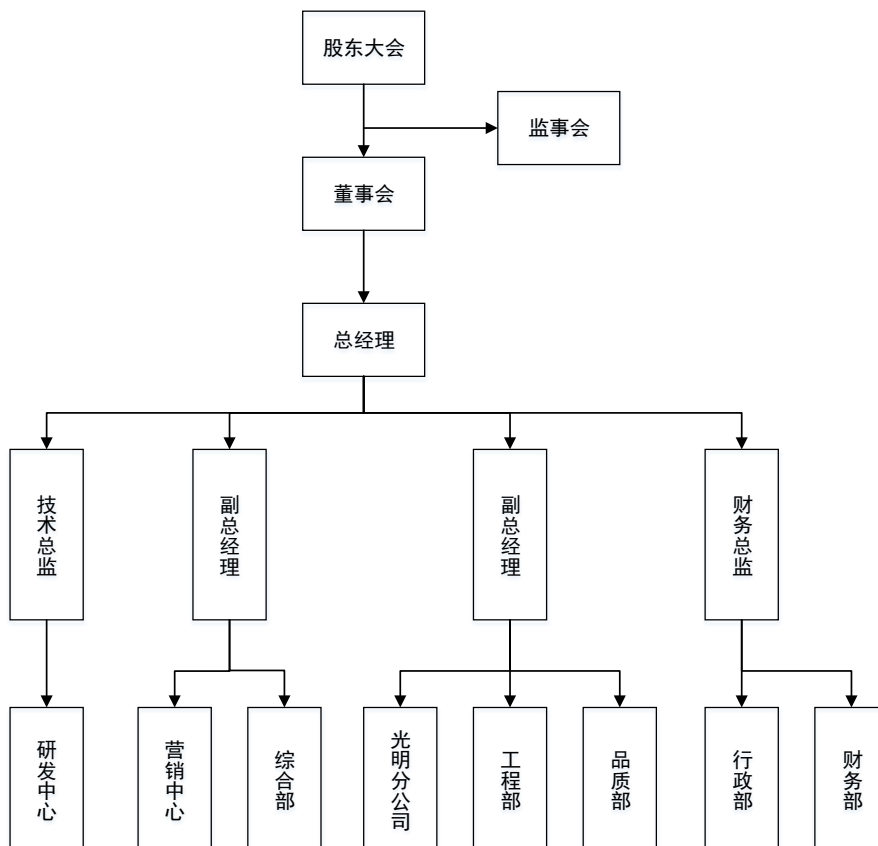 股东大会
监事会
董事会
总经理
技术总监
副总经理
副总经理
财务总监
研发中心
营销中心
综合部
光明分公司
工程部
品质部
行政部
财务部